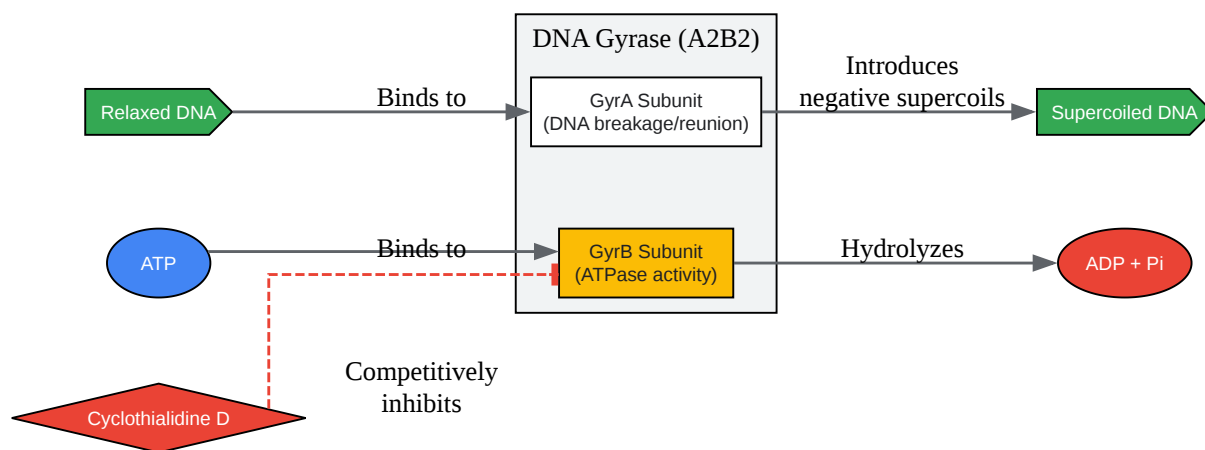 DNA Gyrase (A2B2)
Relaxed DNA
Binds to
GyrA Subunit
(DNA breakage/reunion)
Introduces
negative supercoils
Supercoiled DNA
ATP
Binds to
GyrB Subunit
(ATPase activity)
Hydrolyzes
ADP + Pi
Competitively
inhibits
Cyclothialidine D